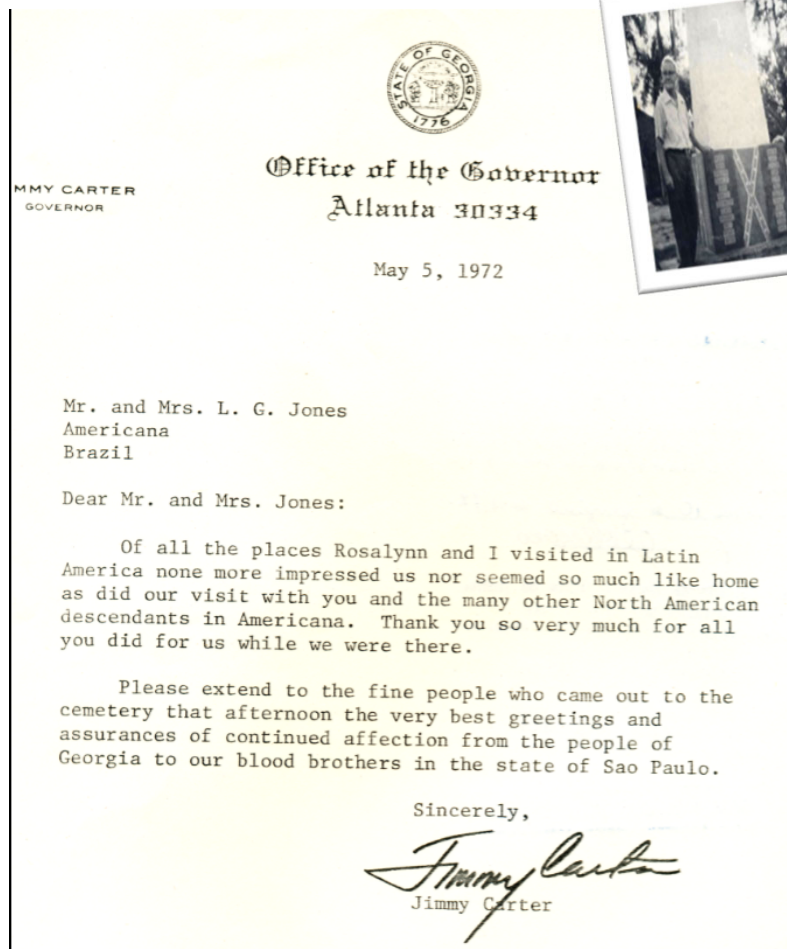 STATE OF GEORGIA
1776
MMY CARTER
GOVERNOR
Office of the Governor
Atlanta 30334
May 5, 1972
Mr. and Mrs. L. G. Jones
Americana
Brazil
Dear Mr. and Mrs. Jones:
Of all the places Rosalynn and I visited in Latin
America none more impressed us nor seemed so much like home
as did our visit with you and the many other North American
descendants in Americana. Thank you so very much for all
you did for us while we were there.
Please extend to the fine people who came out to the
cemetery that afternoon the very best greetings and
assurances of continued affection from the people of
Georgia to our blood brothers in the state of Sao Paulo.
Sincerely,
Jimmy Carter
Jimmy Carter